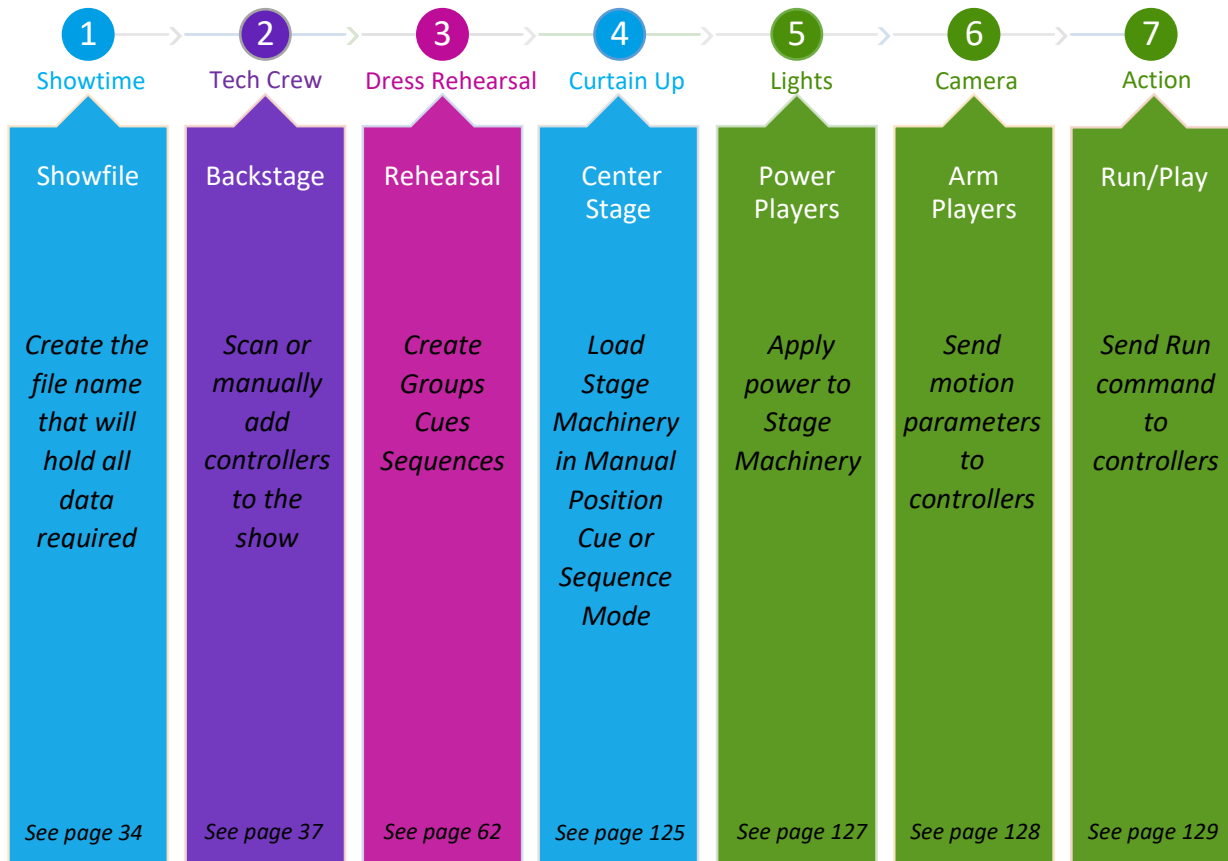 1
Showtime
Showfile
Create the
file name
that will
hold all
data
required
See page 34
2
Tech Crew
Backstage
Scan or
manually
add
controllers
to the
show
See page 37
3
Dress Rehearsal
Rehearsal
Create
Groups
Cues
Sequences
See page 62
4
Curtain Up
Center
Stage
Load
Stage
Machinery
in Manual
Position
Cue or
Sequence
Mode
See page 125
5
Lights
Power
Players
Apply
power to
Stage
Machinery
See page 127
6
Camera
Arm
Players
Send
motion
parameters
to
controllers
See page 128
7
Action
Run/Play
Send Run
command
to
controllers
See page 129